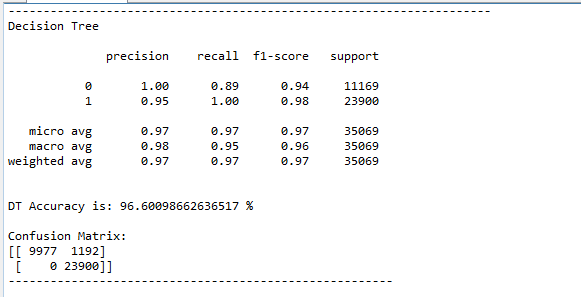 ---------------------------------------------------------------------
Decision Tree
precision recall f1-score support
0 1.00 0.89 0.94 11169
1 0.95 1.00 0.98 23900
micro avg 0.97 0.97 0.97 35069
macro avg 0.98 0.95 0.96 35069
weighted avg 0.97 0.97 0.97 35069
DT Accuracy is: 96.60098662636517 %
Confusion Matrix:
[[ 9977 1192]
[ 0 23900]]
-------------------------------------------------------